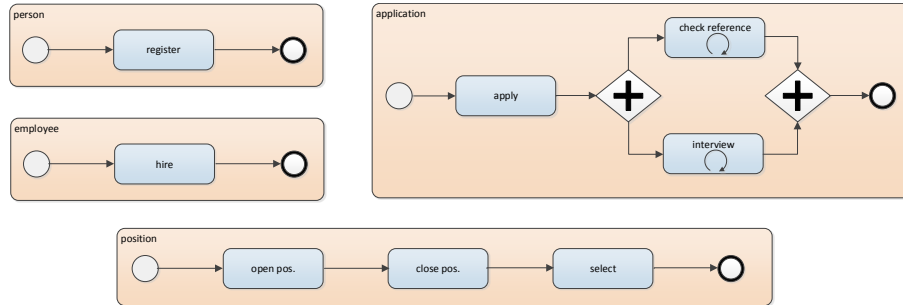 person
register
application
check reference
apply
interview
employee
hire
position
open pos.
close pos.
select